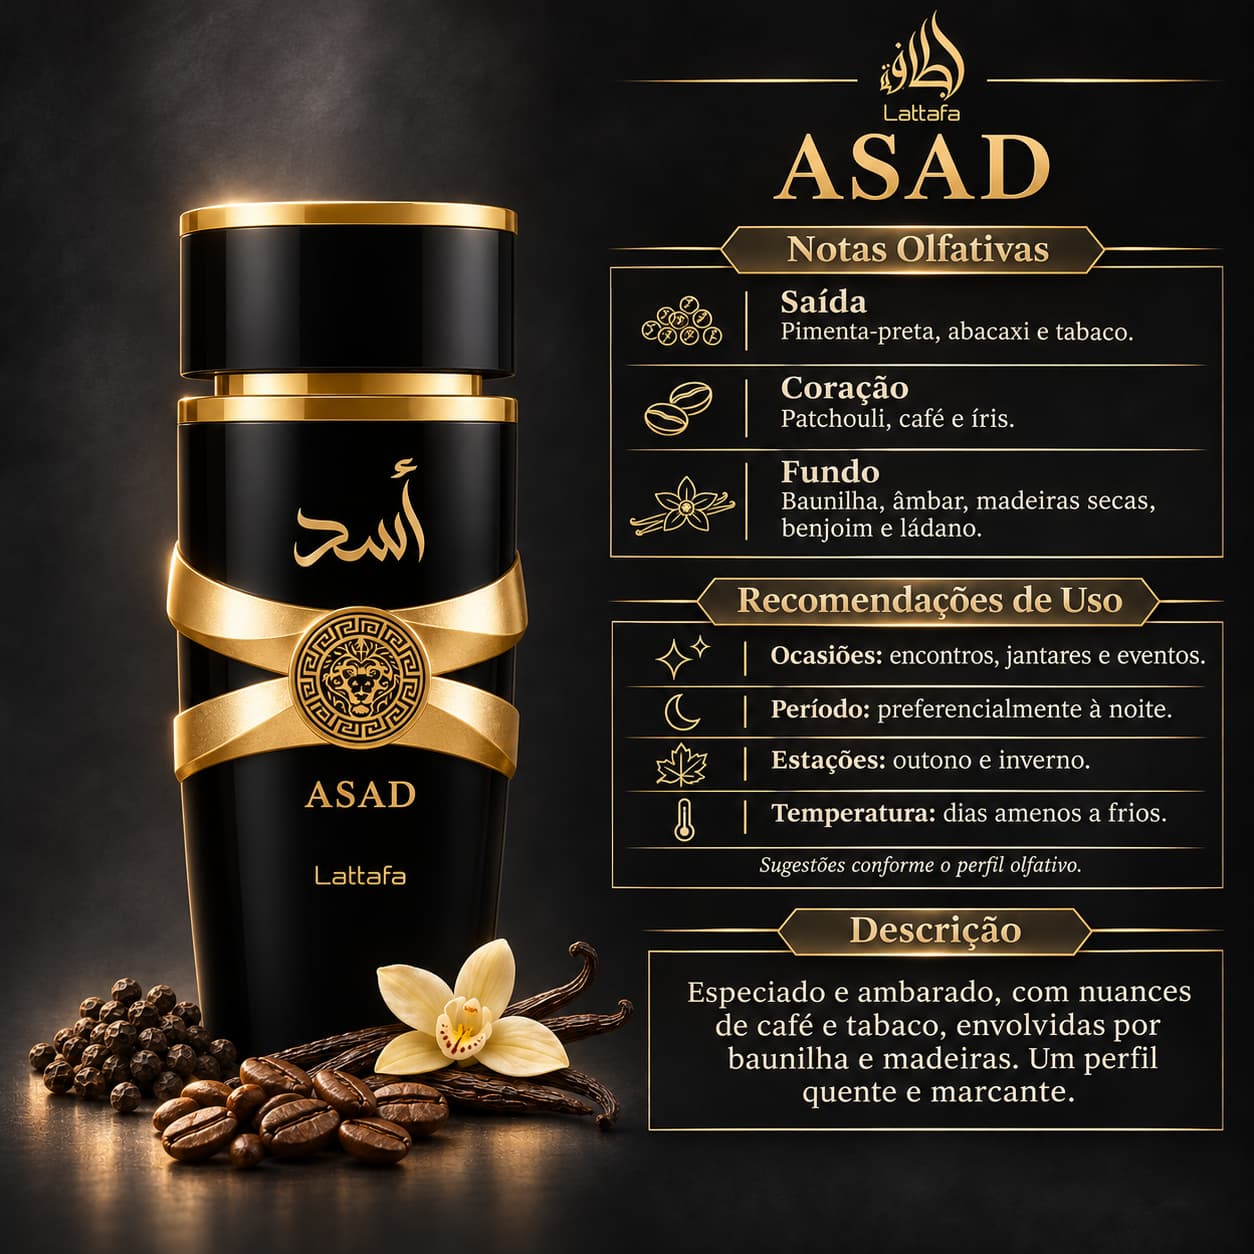 لطافة
Lattafa
ASAD
Notas Olfativas
Saída
Pimenta-preta, abacaxi e tabaco.
Coração
Patchouli, café e íris.
Fundo
Baunilha, âmbar, madeiras secas,
benjoim e ládano.
Recomendações de Uso
Ocasiões: encontros, jantares e eventos.
Período: preferencialmente à noite.
Estações: outono e inverno.
Temperatura: dias amenos a frios.
Sugestões conforme o perfil olfativo.
Descrição
Especiado e ambarado, com nuances
de café e tabaco, envolvidas por
baunilha e madeiras. Um perfil
quente e marcante.
أسد
ASAD
Lattafa